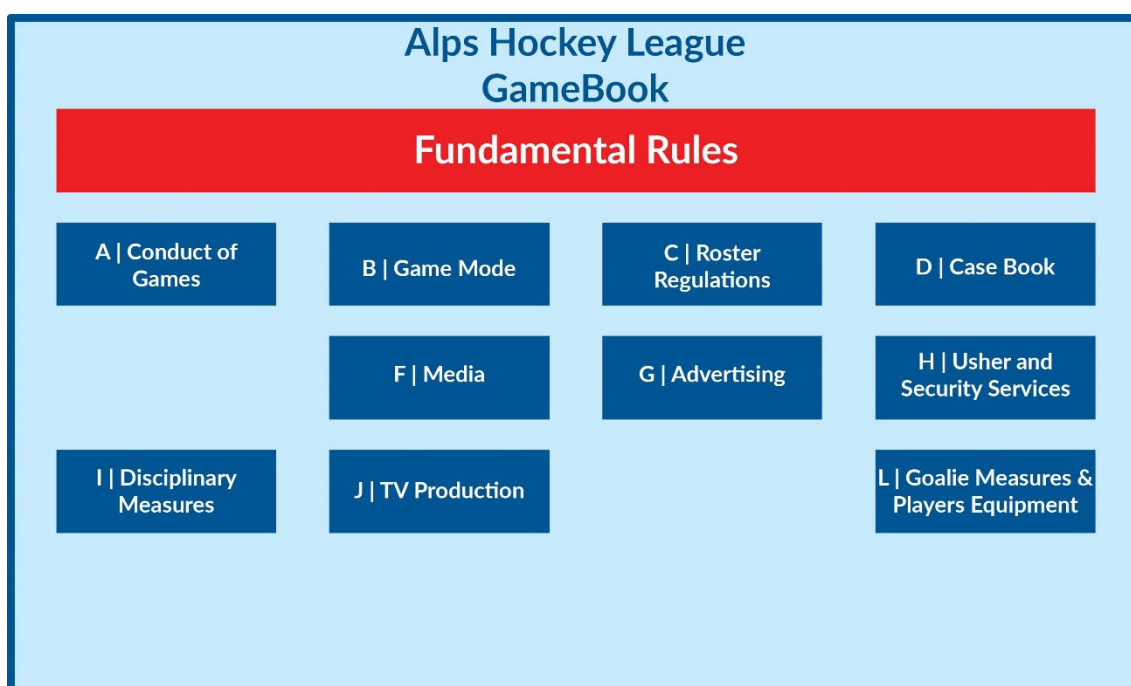 Alps Hockey League
GameBook
Fundamental Rules
A | Conduct of
Games
B | Game Mode
C | Roster
Regulations
D | Case Book
F | Media
G | Advertising
H | Usher and
Security Services
I | Disciplinary
Measures
J | TV Production
L | Goalie Measures &
Players Equipment